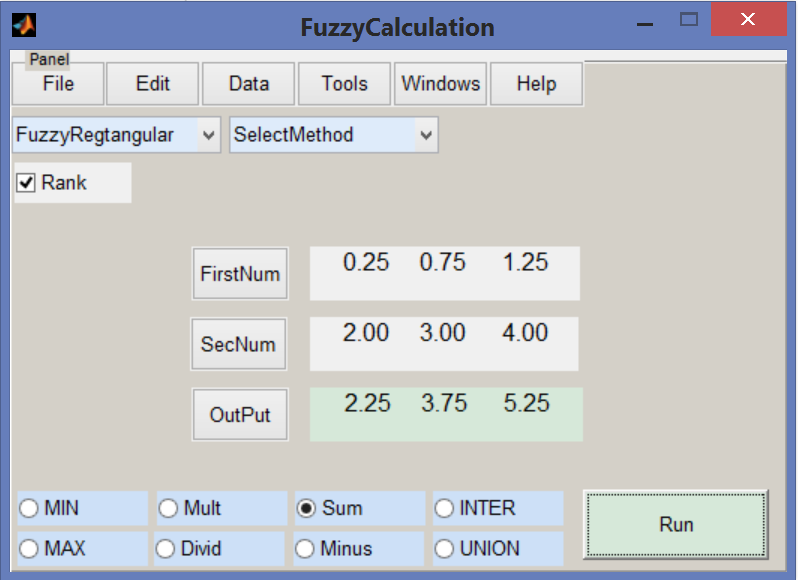 FuzzyCalculation
Panel
File Edit Data Tools Windows Help
FuzzyRegtangular SelectMethod
Rank
FirstNum 0.25 0.75 1.25
SecNum 2.00 3.00 4.00
OutPut 2.25 3.75 5.25
MIN Mult Sum INTER
Run
MAX Divid Minus UNION